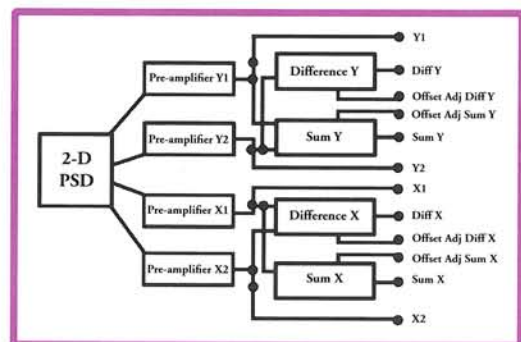 Y1
Pre-amplifier Y1
Difference Y
Diff Y
Offset Adj Diff Y
Offset Adj Sum Y
Pre-amplifier Y2
Sum Y
Sum Y
2-D
PSD
Y2
X1
Pre-amplifier X1
Difference X
Diff X
Offset Adj Diff X
Offset Adj Sum X
Pre-amplifier X2
Sum X
Sum X
X2